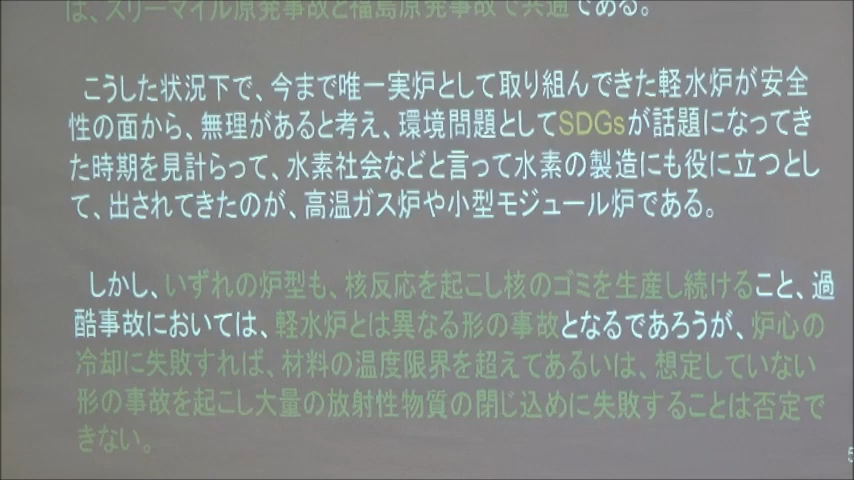 は、スリーマイル原発事故と福島原発事故で共通である。
こうした状況下で、今まで唯一実炉として取り組んできた軽水炉が安全
性の面から、無理があると考え、環境問題としてSDGsが話題になってき
た時期を見計らって、水素社会などと言って水素の製造にも役に立つとし
て、出されてきたのが、高温ガス炉や小型モジュール炉である。
しかし、いずれの炉型も、核反応を起こし核のゴミを生産し続けること、過
酷事故においては、軽水炉とは異なる形の事故となるであろうが、炉心の
冷却に失敗すれば、材料の温度限界を超えてあるいは、想定していない
形の事故を起こし大量の放射性物質の閉じ込めに失敗することは否定で
きない。
5